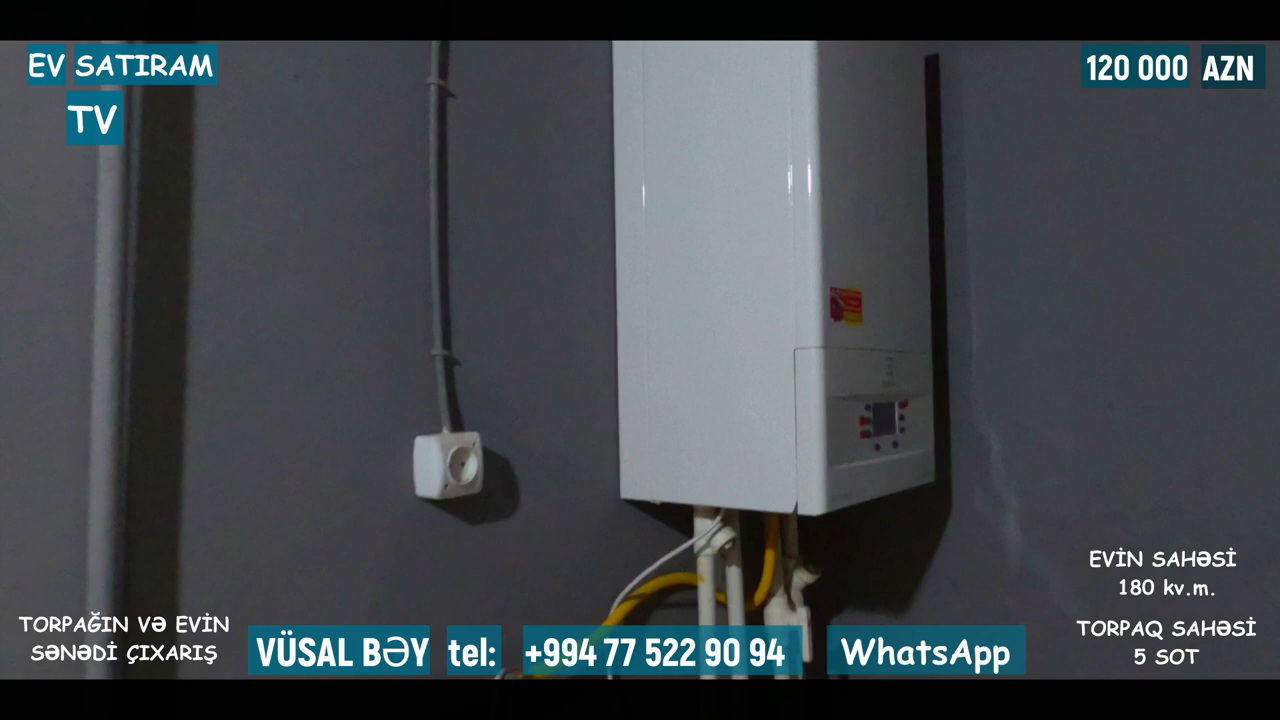 EV SATIRAM
TV
120 000 AZN
EVİN SAHƏSİ
180 kv.m.
TORPAQ SAHƏSİ
5 SOT
TORPAĞIN VƏ EVİN
SƏNƏDİ ÇIXARIŞ
VÜSAL BƏY tel: +994 77 522 90 94 WhatsApp